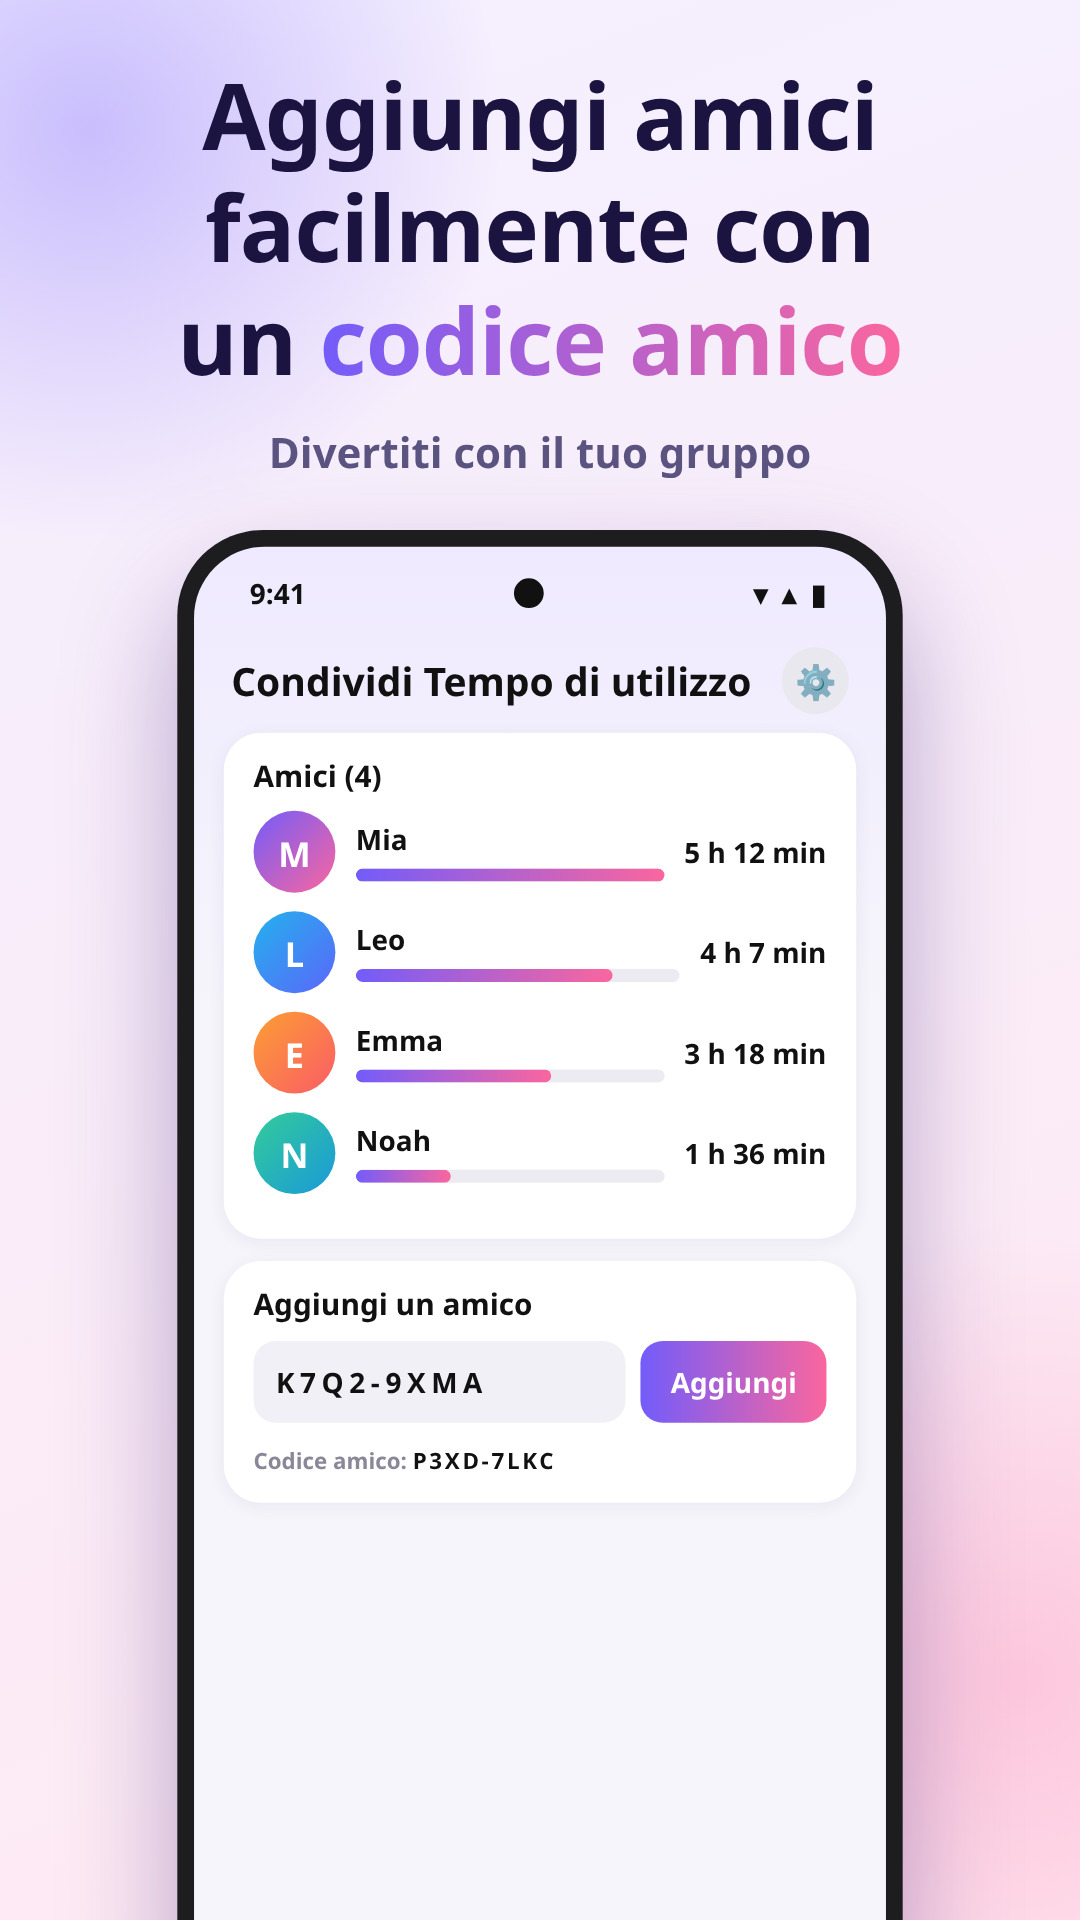 Aggiungi amici
facilmente con
un codice amico
Divertiti con il tuo gruppo
9:41
Condividi Tempo di utilizzo
Amici (4)
M
Mia
5 h 12 min
L
Leo
4 h 7 min
E
Emma
3 h 18 min
N
Noah
1 h 36 min
Aggiungi un amico
K7Q2-9XMA
Aggiungi
Codice amico: P3XD-7LKC